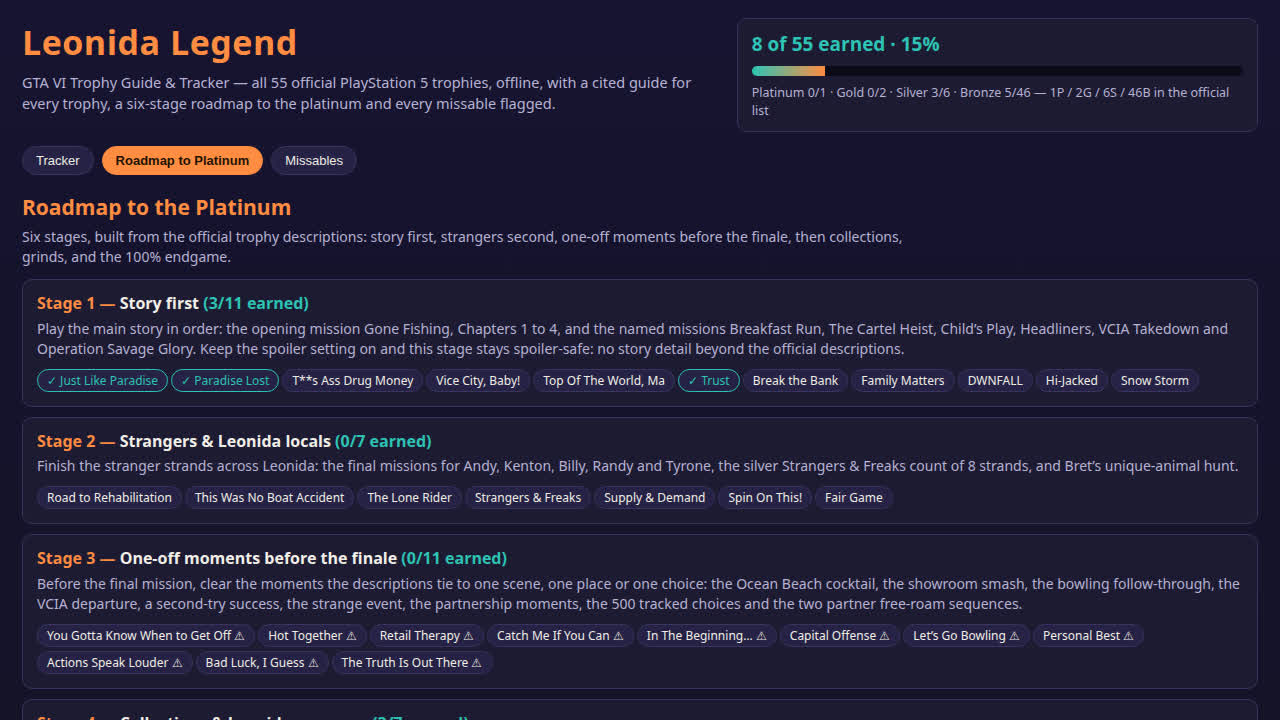 Leonida Legend
GTA VI Trophy Guide & Tracker — all 55 official PlayStation 5 trophies, offline, with a cited guide for
every trophy, a six-stage roadmap to the platinum and every missable flagged.
8 of 55 earned · 15%
Platinum 0/1 · Gold 0/2 · Silver 3/6 · Bronze 5/46 — 1P / 2G / 6S / 46B in the official
list
Tracker
Roadmap to Platinum
Missables
Roadmap to the Platinum
Six stages, built from the official trophy descriptions: story first, strangers second, one-off moments before the finale, then collections,
grinds, and the 100% endgame.
Stage 1 — Story first (3/11 earned)
Play the main story in order: the opening mission Gone Fishing, Chapters 1 to 4, and the named missions Breakfast Run, The Cartel Heist, Child’s Play, Headliners, VCIA Takedown and
Operation Savage Glory. Keep the spoiler setting on and this stage stays spoiler-safe: no story detail beyond the official descriptions.
✓ Just Like Paradise ✓ Paradise Lost T**s Ass Drug Money Vice City, Baby! Top Of The World, Ma ✓ Trust Break the Bank Family Matters DWNFALL Hi-Jacked Snow Storm
Stage 2 — Strangers & Leonida locals (0/7 earned)
Finish the stranger strands across Leonida: the final missions for Andy, Kenton, Billy, Randy and Tyrone, the silver Strangers & Freaks count of 8 strands, and Bret’s unique-animal hunt.
Road to Rehabilitation This Was No Boat Accident The Lone Rider Strangers & Freaks Supply & Demand Spin On This! Fair Game
Stage 3 — One-off moments before the finale (0/11 earned)
Before the final mission, clear the moments the descriptions tie to one scene, one place or one choice: the Ocean Beach cocktail, the showroom smash, the bowling follow-through, the
VCIA departure, a second-try success, the strange event, the partnership moments, the 500 tracked choices and the two partner free-roam sequences.
You Gotta Know When to Get Off ⚠ Hot Together ⚠ Retail Therapy ⚠ Catch Me If You Can ⚠ In The Beginning... ⚠ Capital Offense ⚠ Let’s Go Bowling ⚠ Personal Best ⚠
Actions Speak Louder ⚠ Bad Luck, I Guess ⚠ The Truth Is Out There ⚠